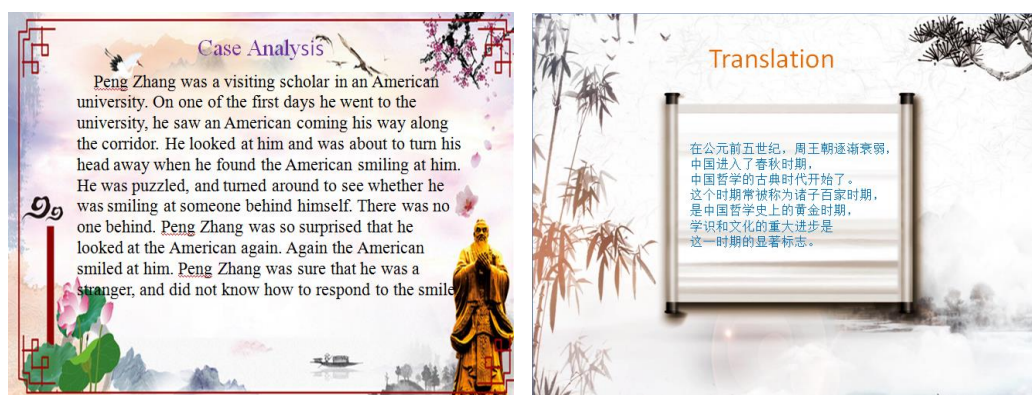 Case Analysis
Peng Zhang was a visiting scholar in an American
university. On one of the first days he went to the
university, he saw an American coming his way along
the corridor. He looked at him and was about to turn his
head away when he found the American smiling at him.
He was puzzled, and turned around to see whether he
was smiling at someone behind himself. There was no
one behind. Peng Zhang was so surprised that he
looked at the American again. Again the American
smiled at him. Peng Zhang was sure that he was a
stranger, and did not know how to respond to the smile
Translation
在公元前五世纪，周王朝逐渐衰弱，
中国进入了春秋时期，
中国哲学的古典时代开始了。
这个时期常被称为诸子百家时期，
是中国哲学史上的黄金时期，
学识和文化的重大进步是
这一时期的显著标志。